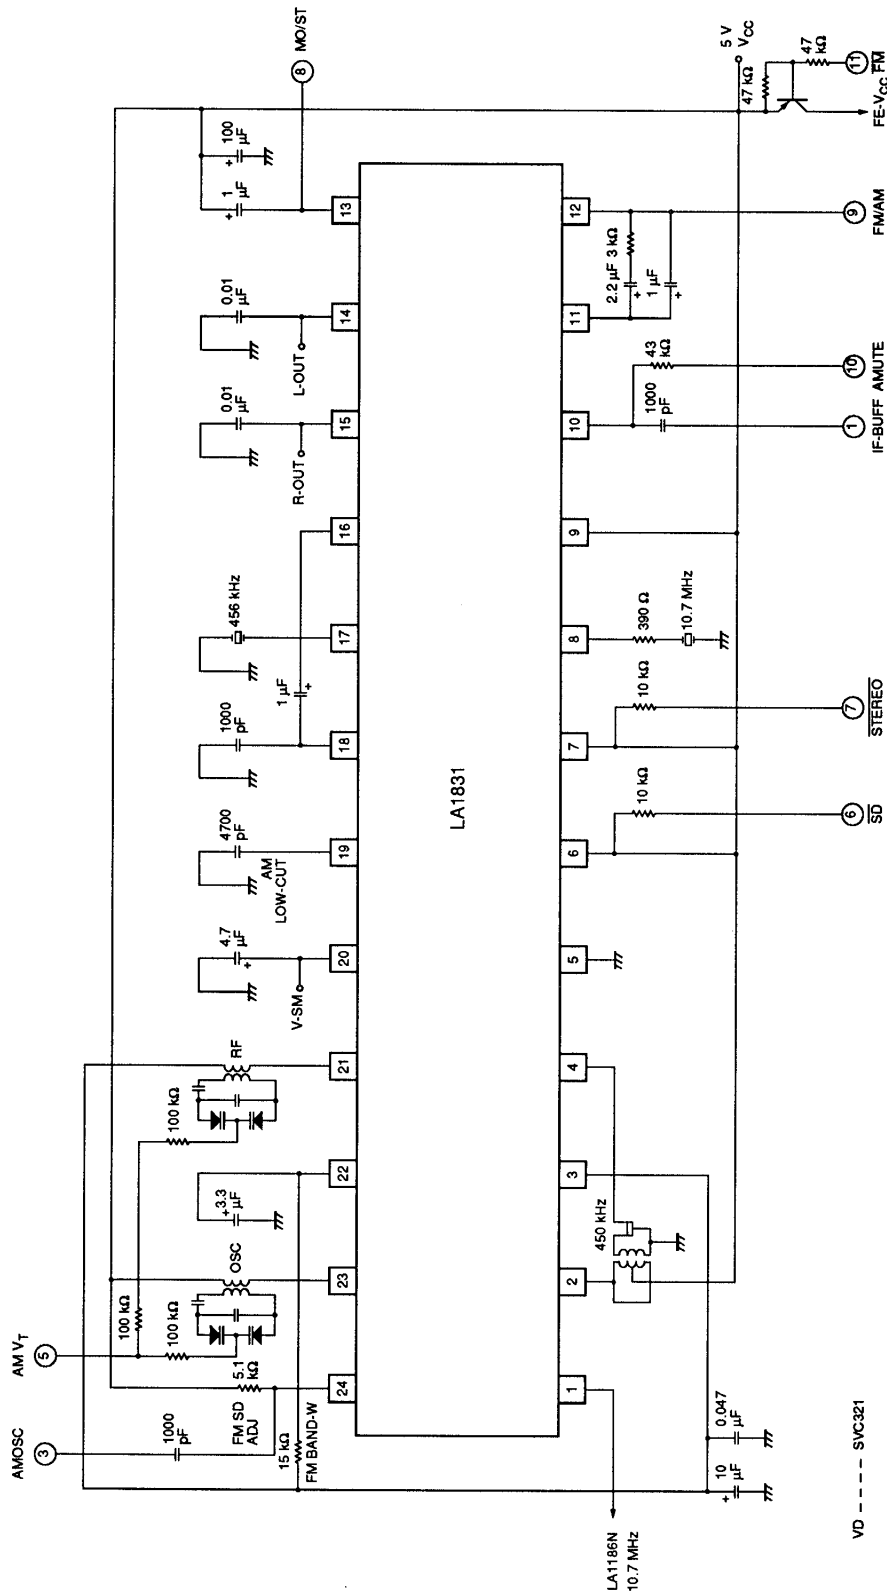 AMOSC
3
AM VT
5
MO/ST
8
1000
pF
100 kΩ
100 kΩ
100 kΩ
5.1
kΩ
FM SD
ADJ
15 kΩ
FM BAND-W
OSC
+3.3
μF
RF
4.7
μF
+
V-SM
4700
pF
AM
LOW-CUT
1000
pF
1 μF
+
456 kHz
0.01
μF
R-OUT
0.01
μF
L-OUT
1
μF
+
100
μF
+
24
23
22
21
20
19
18
17
16
15
14
13
LA1831
1
2
3
4
5
6
7
8
9
10
11
12
LA1186N
10.7 MHz
10
μF
+
0.047
μF
450 kHz
10 kΩ
6
SD
10 kΩ
7
STEREO
390 Ω
10.7 MHz
1000
pF
43
kΩ
1
IF-BUFF
10
AMUTE
2.2 μF
3 kΩ
+
1 μF
+
9
FM/AM
5 V
VCC
47 kΩ
47
kΩ
FE-VCC
11
FM
VD ----- SVC321